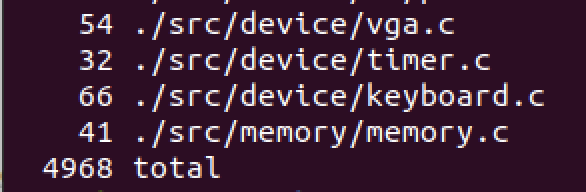 54 ./src/device/vga.c
32 ./src/device/timer.c
66 ./src/device/keyboard.c
41 ./src/memory/memory.c
4968 total